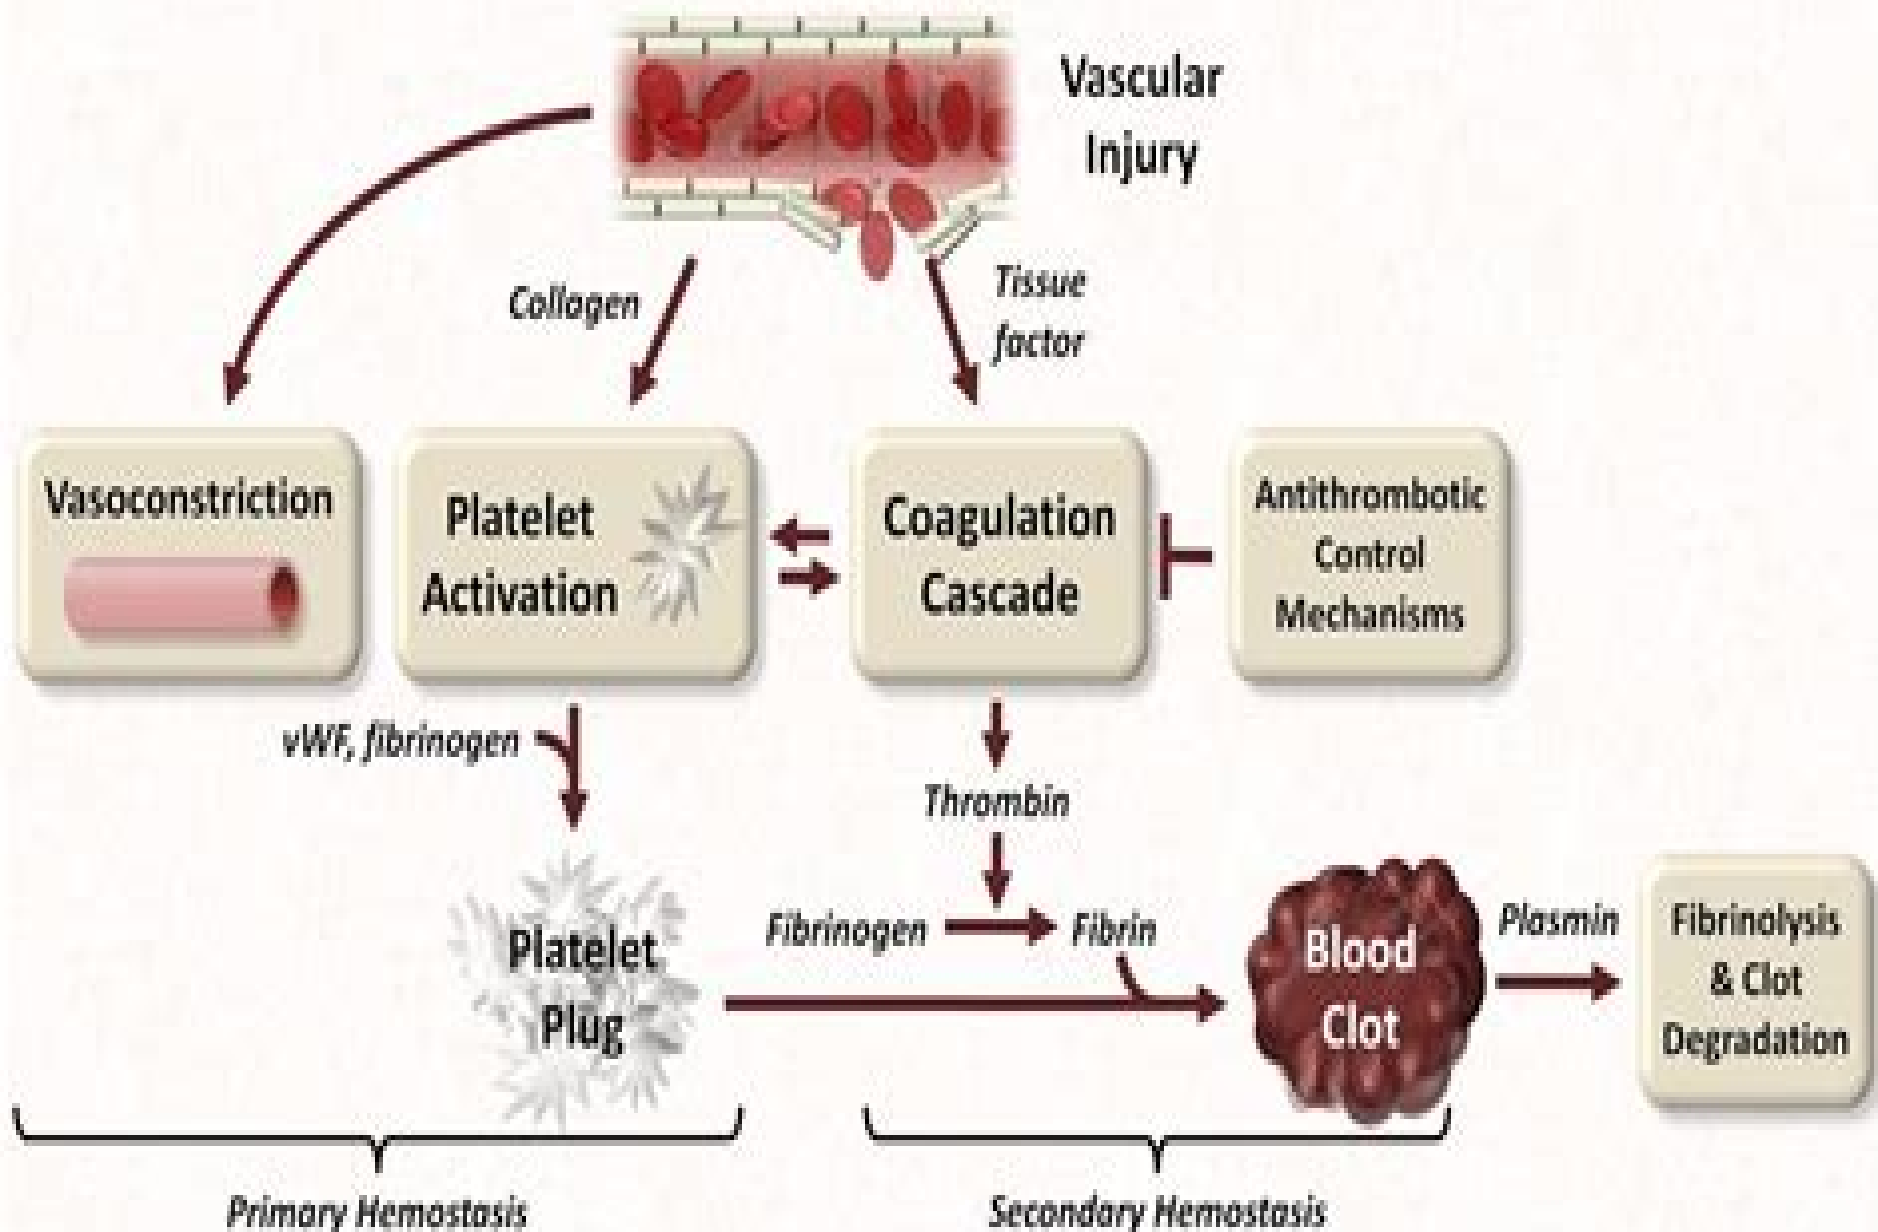 Vascular
Injury
Collagen
Tissue
factor
Vasoconstriction
Platelet
Activation
Coagulation
Cascade
Antithrombotic
Control
Mechanisms
vWF, fibrinogen
Thrombin
Fibrinogen
Fibrin
Platelet
Plug
Blood
Clot
Plasmin
Fibrinolysis
& Clot
Degradation
Primary Hemostasis
Secondary Hemostasis